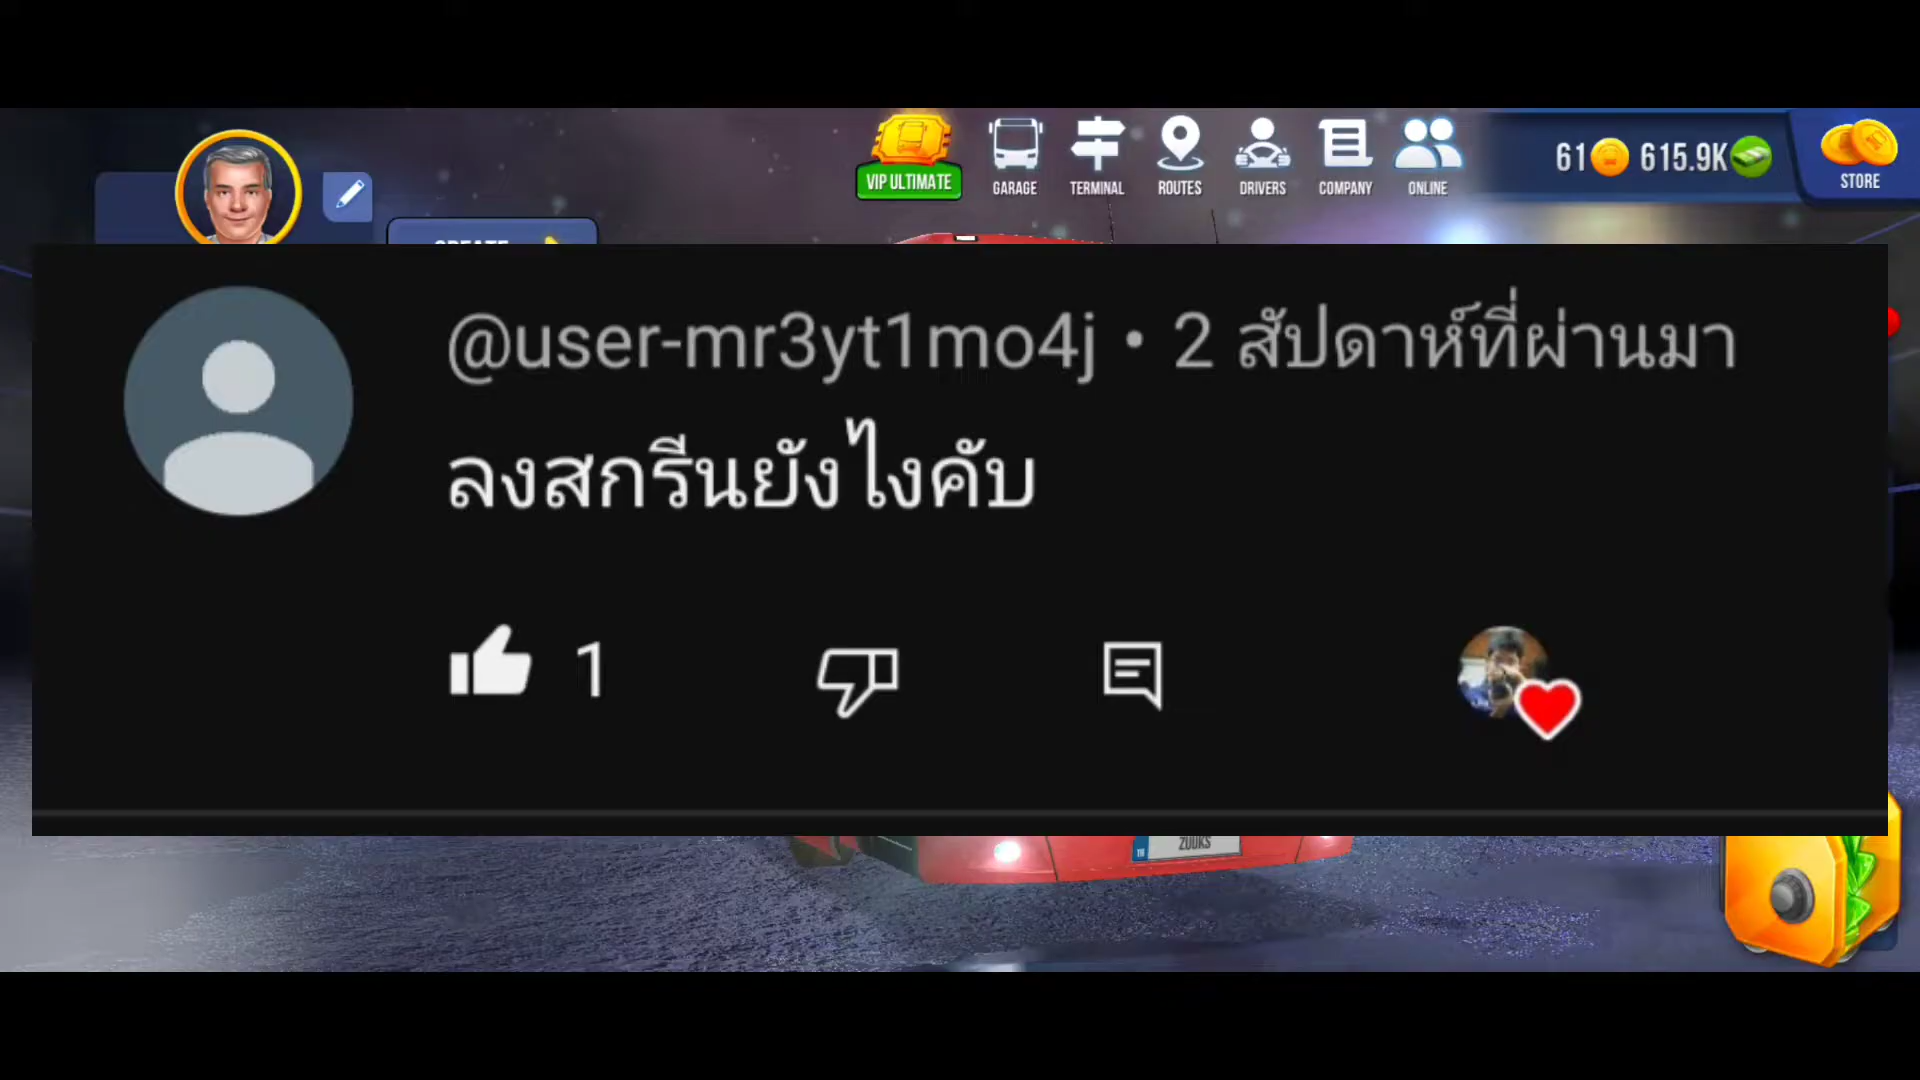 VIP ULTIMATE
GARAGE
TERMINAL
ROUTES
DRIVERS
COMPANY
ONLINE
61
615.9K
STORE
CREATE
@user-mr3yt1mo4j • 2 สัปดาห์ที่ผ่านมา
ลงสกรีนยังไงคับ
1
ZUUKS